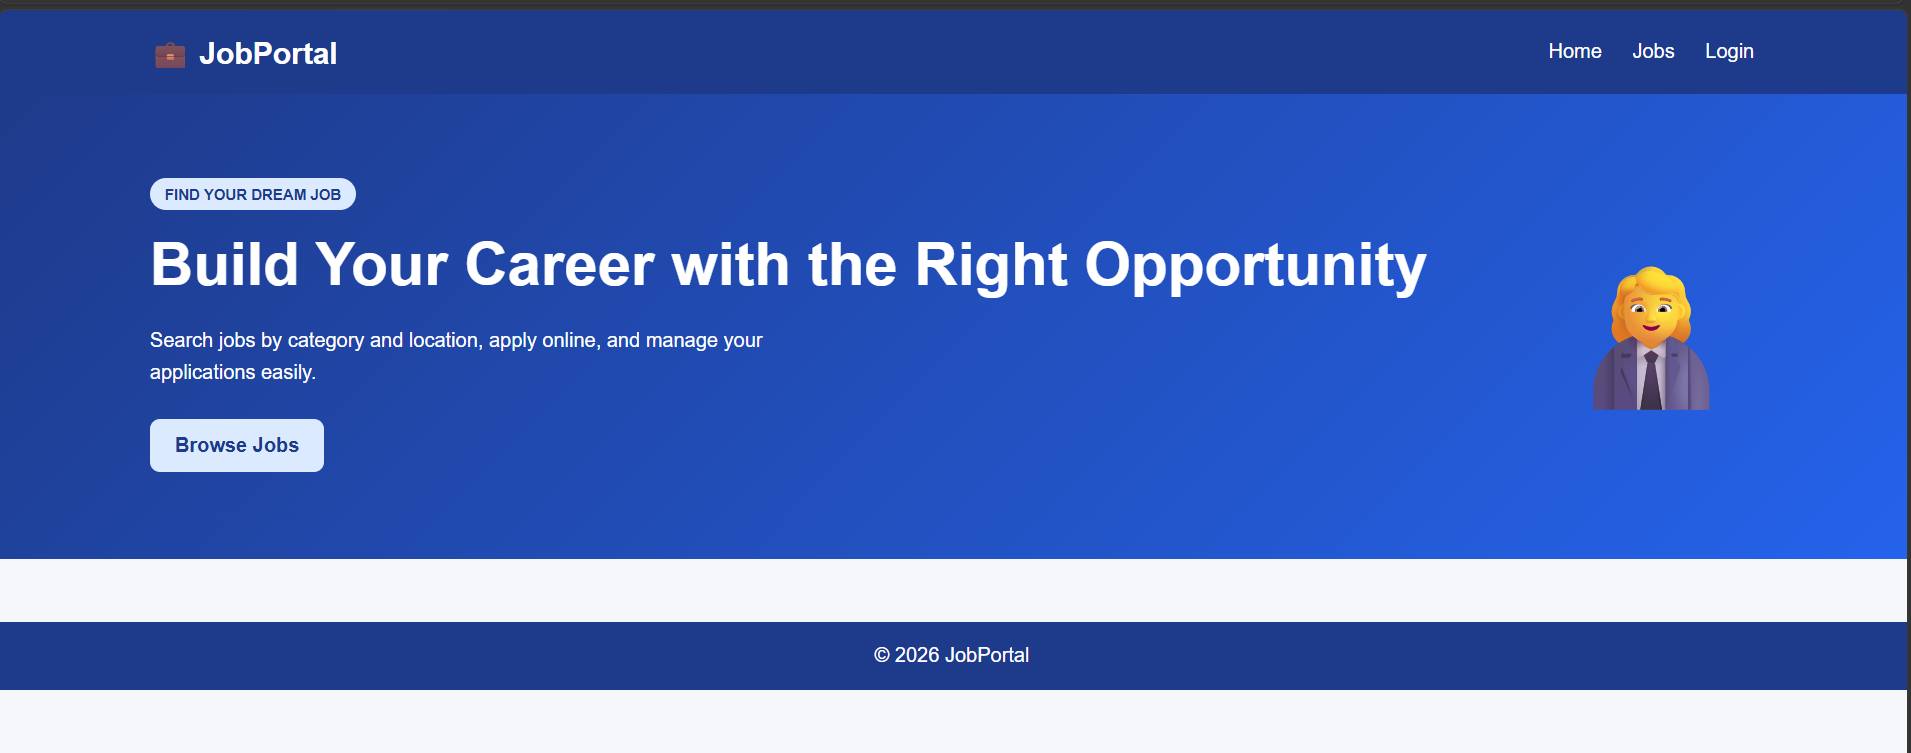 JobPortal
Home Jobs Login
FIND YOUR DREAM JOB
Build Your Career with the Right Opportunity
Search jobs by category and location, apply online, and manage your
applications easily.
Browse Jobs
© 2026 JobPortal